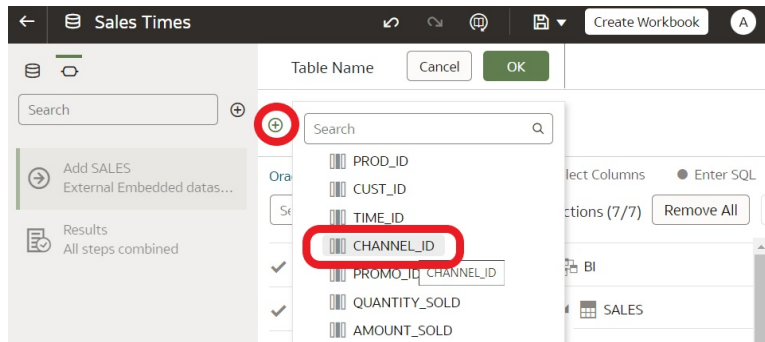 Sales Times
Create Workbook
A
Table Name
Cancel
OK
Search
Search
Add SALES
External Embedded datas...
Results
All steps combined
PROD_ID
CUST_ID
TIME_ID
CHANNEL_ID
PROMO_ID
CHANNEL_ID
QUANTITY_SOLD
AMOUNT_SOLD
Ora
lect Columns
Enter SQL
Se
ctions (7/7)
Remove All
BI
SALES